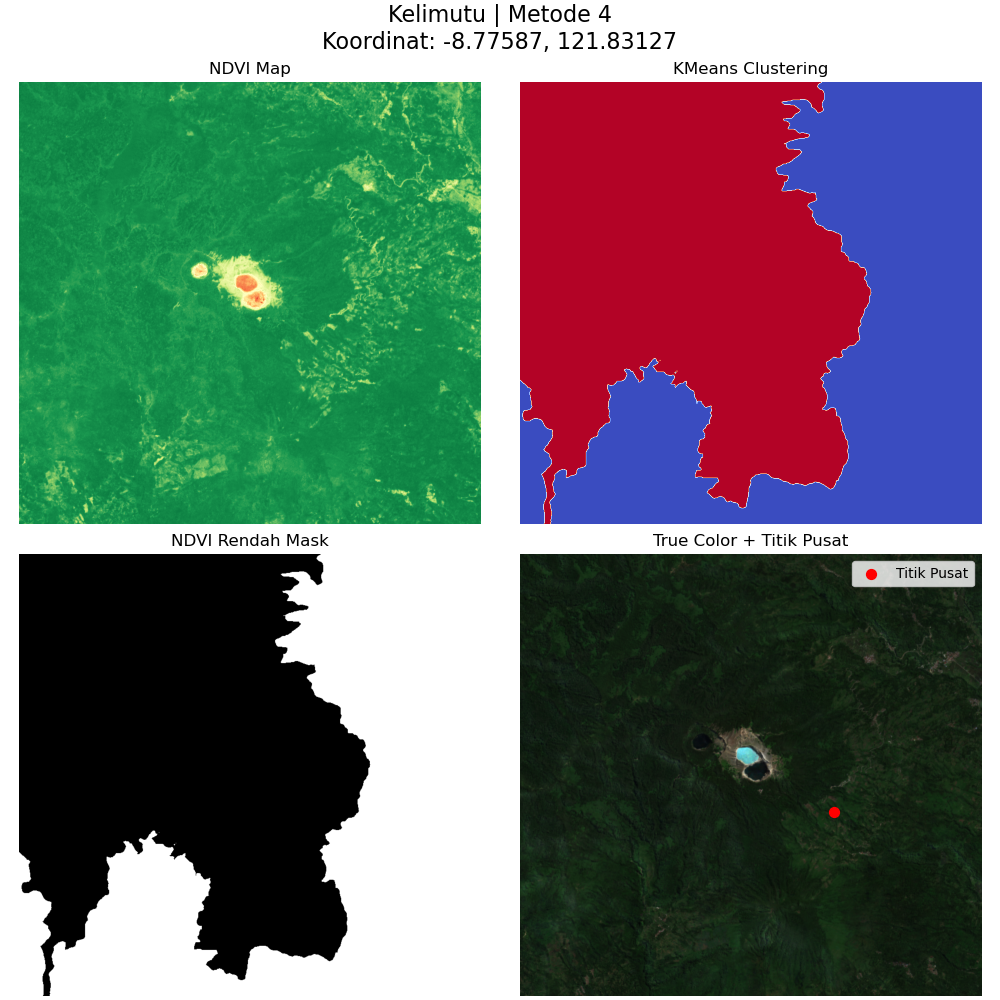 Kelimutu | Metode 4
Koordinat: -8.77587, 121.83127
NDVI Map
KMeans Clustering
NDVI Rendah Mask
True Color + Titik Pusat
Titik Pusat